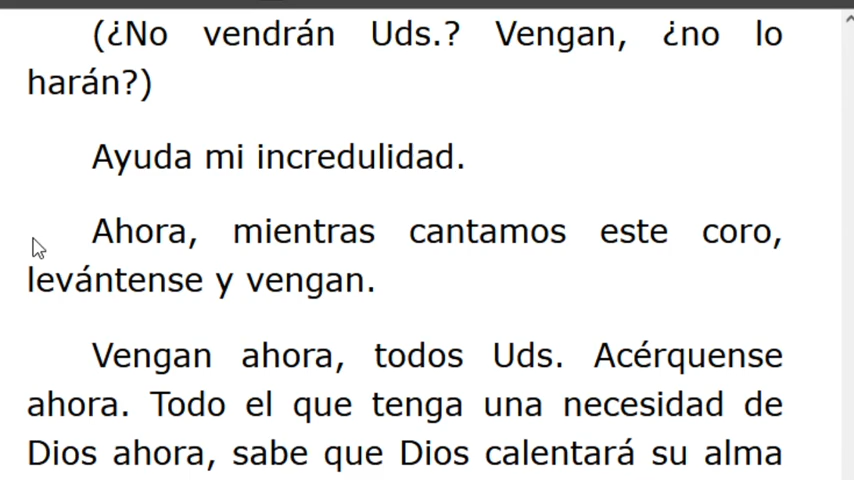 (¿No vendrán Uds.? Vengan, ¿no lo
harán?)
Ayuda mi incredulidad.
Ahora, mientras cantamos este coro,
levántense y vengan.
Vengan ahora, todos Uds. Acérquense
ahora. Todo el que tenga una necesidad de
Dios ahora, sabe que Dios calentará su alma